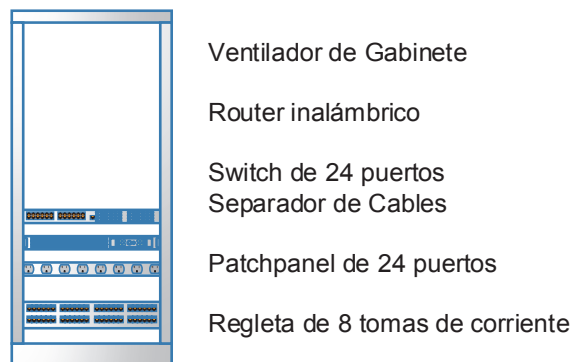 Ventilador de Gabinete
Router inalámbrico
Switch de 24 puertos
Separador de Cables
Patchpanel de 24 puertos
Regleta de 8 tomas de corriente